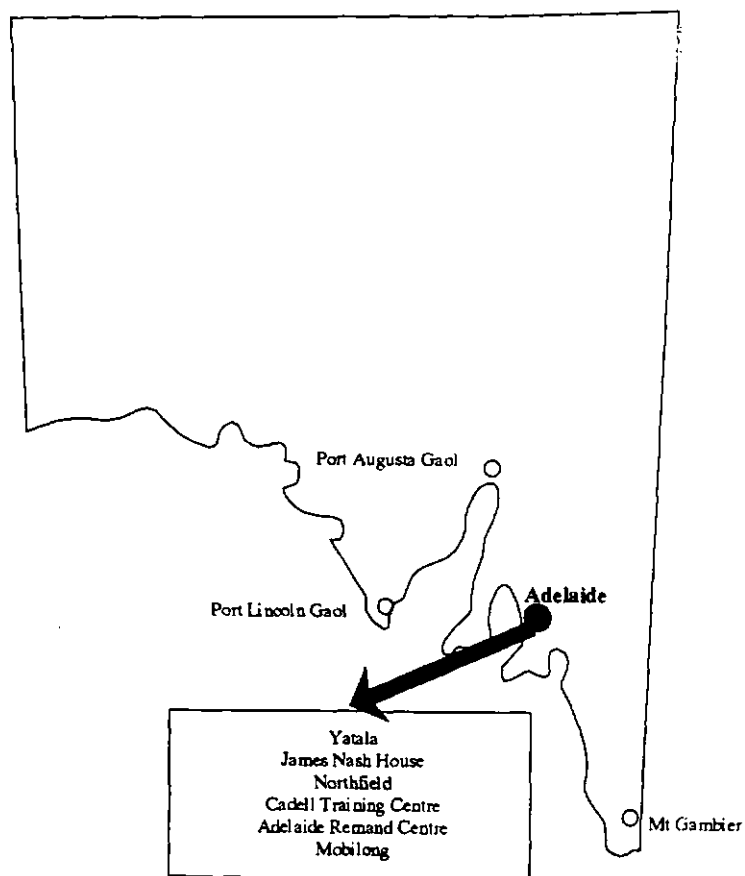 Port Augusta Gaol
Adelaide
Port Lincoln Gaol
Yatala
James Nash House
Northfield
Cadell Training Centre
Adelaide Remand Centre
Mobilong
Mt Gambier